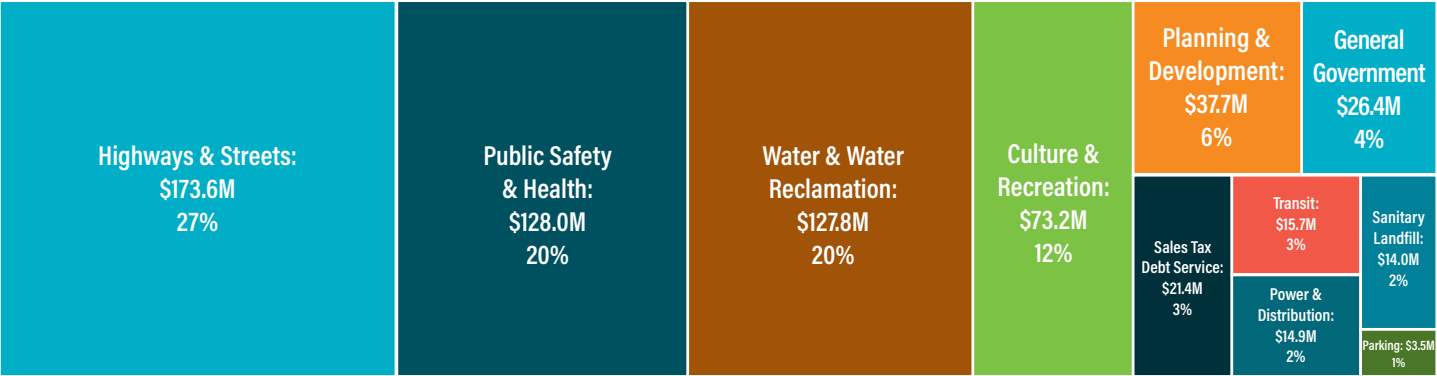 Highways & Streets:
$173.6M
27%
Public Safety
& Health:
$128.0M
20%
Water & Water
Reclamation:
$127.8M
20%
Culture &
Recreation:
$73.2M
12%
Planning &
Development:
$37.7M
6%
General
Government
$26.4M
4%
Sales Tax
Debt Service:
$21.4M
3%
Transit:
$15.7M
3%
Power &
Distribution:
$14.9M
2%
Sanitary
Landfill:
$14.0M
2%
Parking: $3.5M
1%